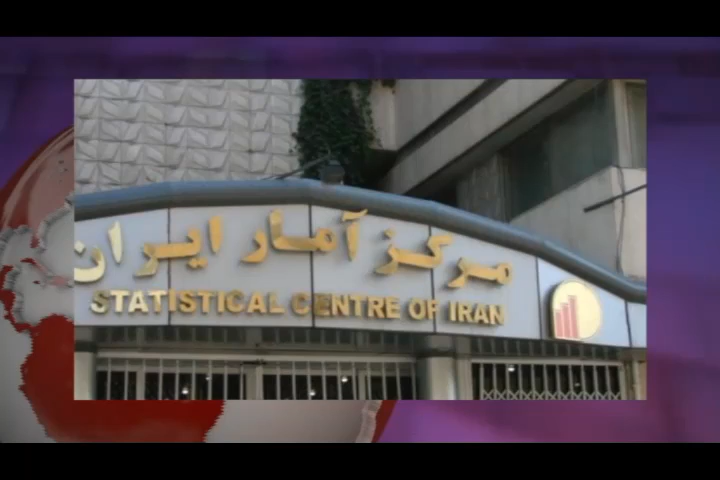 مرکز آمار ایران
STATISTICAL CENTRE OF IRAN